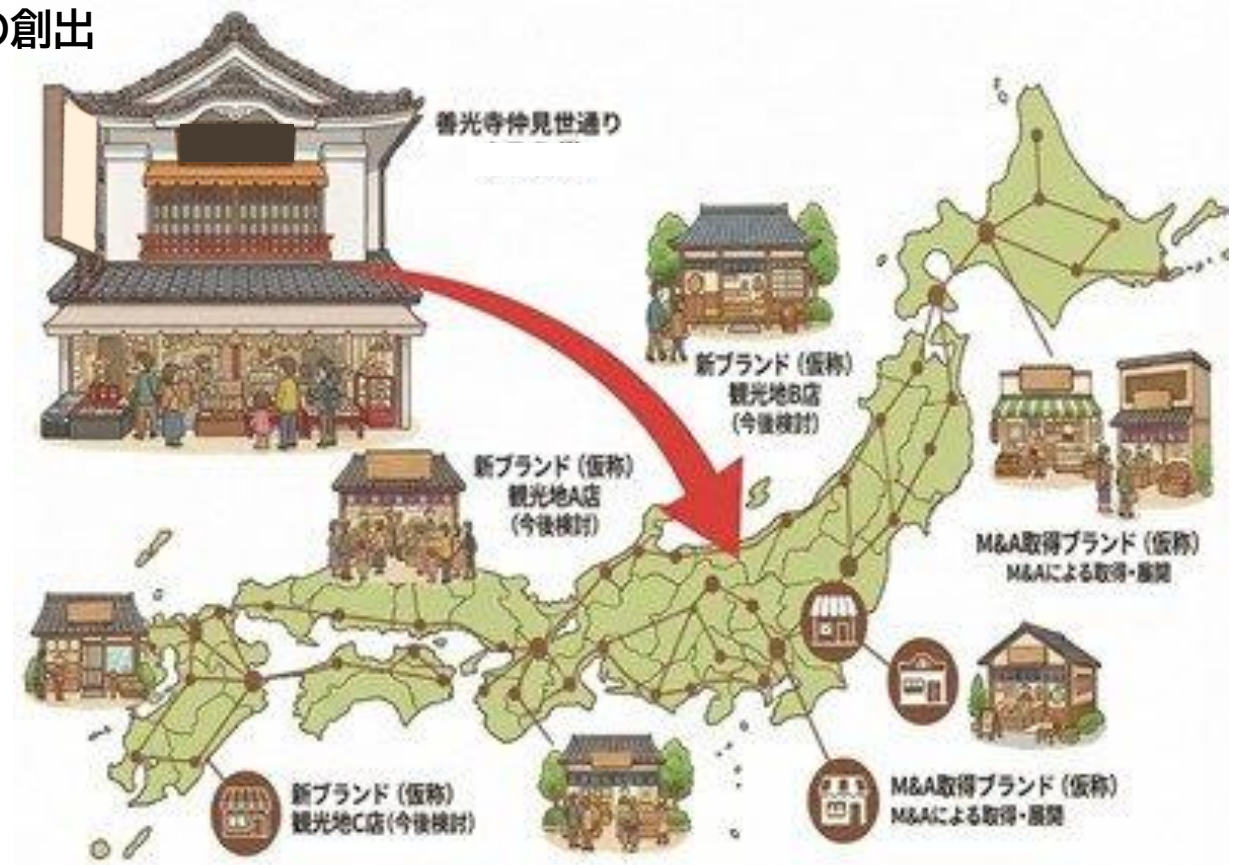 の創出
善光寺仲見世通り
新ブランド（仮称）
観光地B店
（今後検討）
新ブランド（仮称）
観光地A店
（今後検討）
M&A取得ブランド（仮称）
M&Aによる取得・展開
新ブランド（仮称）
観光地C店（今後検討）
M&A取得ブランド（仮称）
M&Aによる取得・展開